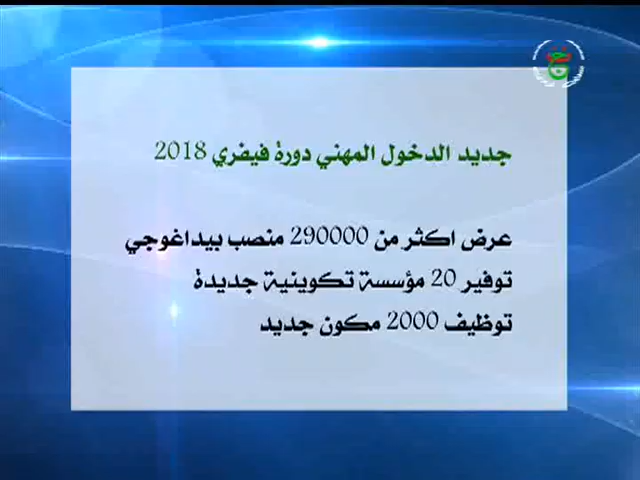 جديد الدخول المهني دورة فيفري 2018
عرض اكثر من 290000 منصب بيداغوجي
توفير 20 مؤسسة تكوينية جديدة
توظيف 2000 مكون جديد